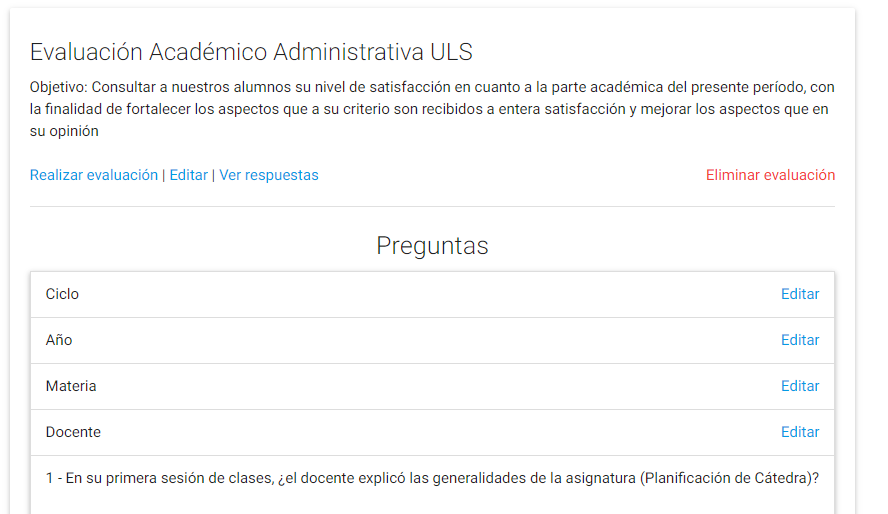 Evaluación Académico Administrativa ULS
Objetivo: Consultar a nuestros alumnos su nivel de satisfacción en cuanto a la parte académica del presente período, con
la finalidad de fortalecer los aspectos que a su criterio son recibidos a entera satisfacción y mejorar los aspectos que en
su opinión
Realizar evaluación | Editar | Ver respuestas Eliminar evaluación
Preguntas
Ciclo Editar
Año Editar
Materia Editar
Docente Editar
1 - En su primera sesión de clases, ¿el docente explicó las generalidades de la asignatura (Planificación de Cátedra)?